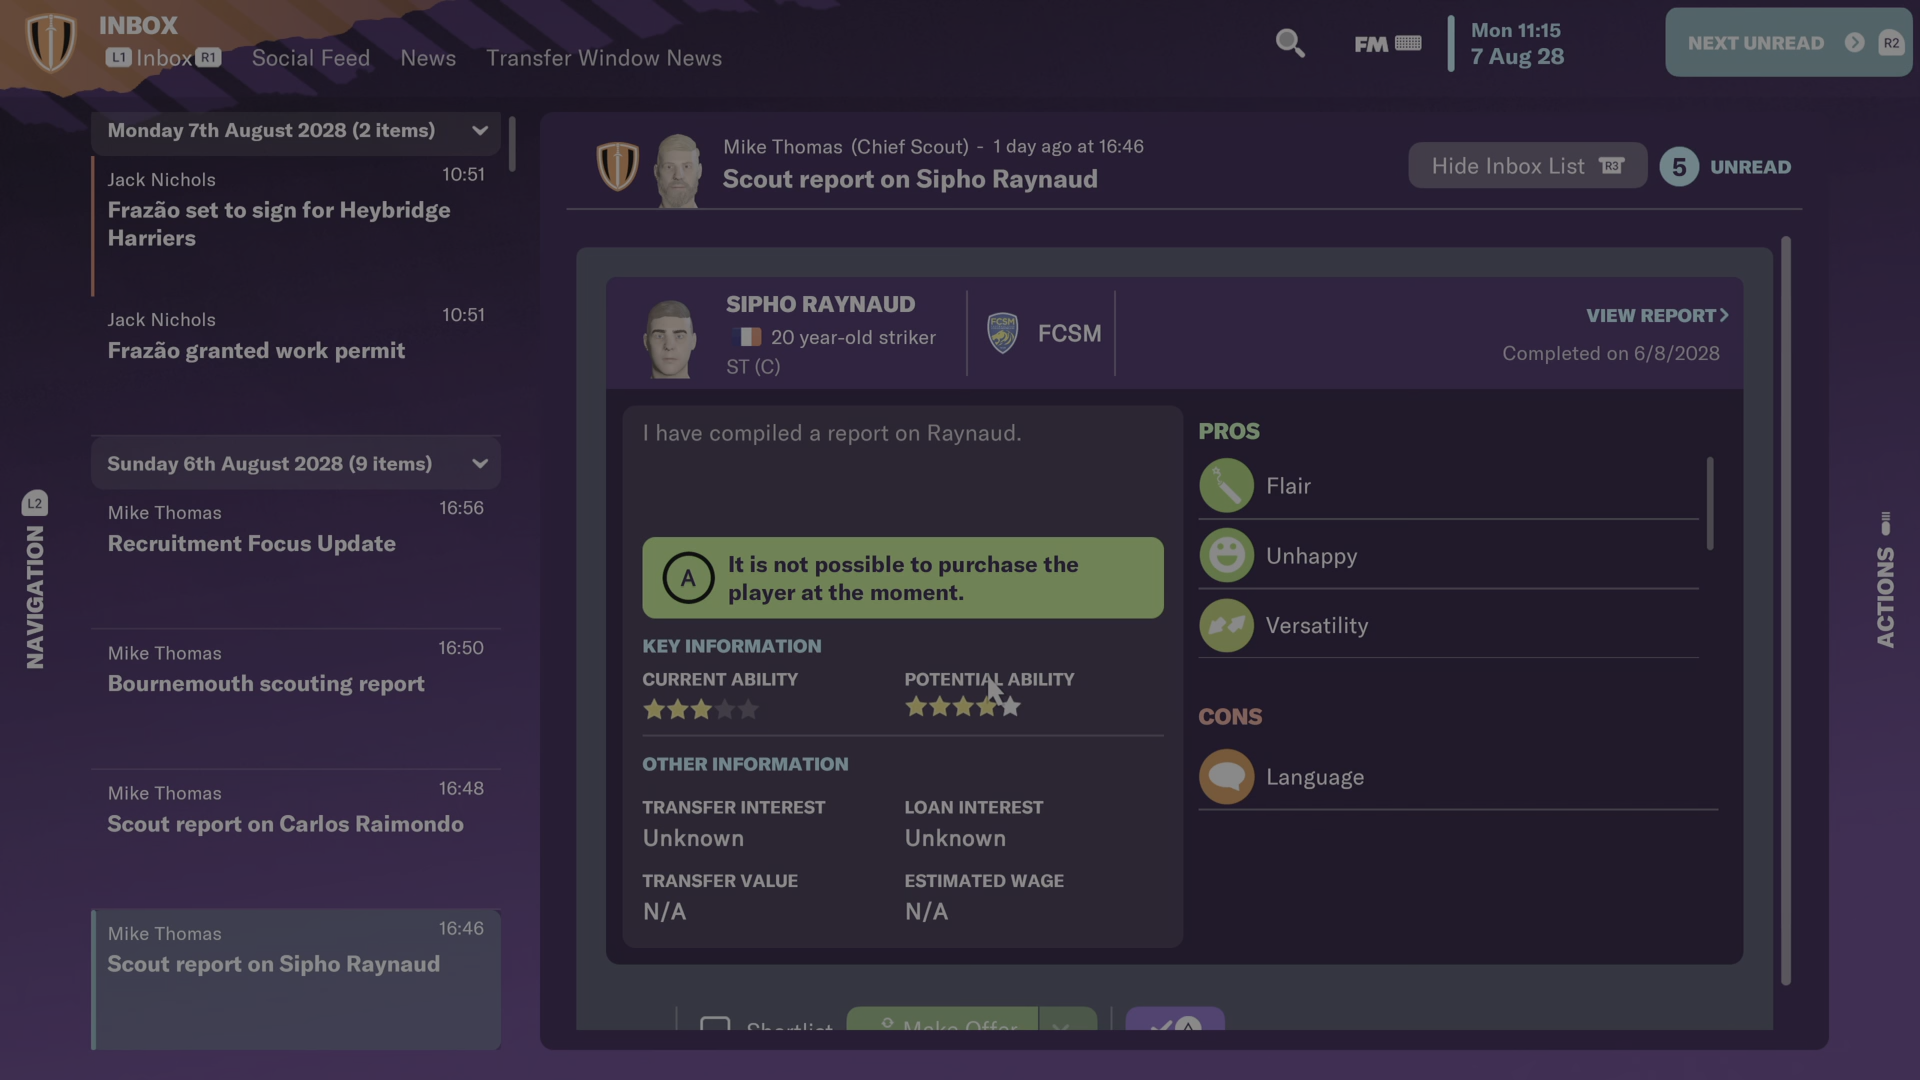 INBOX
L1 Inbox R1
Social Feed
News
Transfer Window News
FM
Mon 11:15
7 Aug 28
NEXT UNREAD R2
Monday 7th August 2028 (2 items)
Jack Nichols 10:51
Frazão set to sign for Heybridge
Harriers
Jack Nichols 10:51
Frazão granted work permit
Sunday 6th August 2028 (9 items)
Mike Thomas 16:56
Recruitment Focus Update
Mike Thomas 16:50
Bournemouth scouting report
Mike Thomas 16:48
Scout report on Carlos Raimondo
Mike Thomas 16:46
Scout report on Sipho Raynaud
L2
NAVIGATION
Mike Thomas (Chief Scout) - 1 day ago at 16:46
Scout report on Sipho Raynaud
Hide Inbox List R3
5 UNREAD
SIPHO RAYNAUD
20 year-old striker
ST (C)
FCSM
FCSM
VIEW REPORT
Completed on 6/8/2028
I have compiled a report on Raynaud.
A
It is not possible to purchase the
player at the moment.
KEY INFORMATION
CURRENT ABILITY
POTENTIAL ABILITY
OTHER INFORMATION
TRANSFER INTEREST
Unknown
LOAN INTEREST
Unknown
TRANSFER VALUE
N/A
ESTIMATED WAGE
N/A
PROS
Flair
Unhappy
Versatility
CONS
Language
Shortlist
Make Offer
ACTIONS